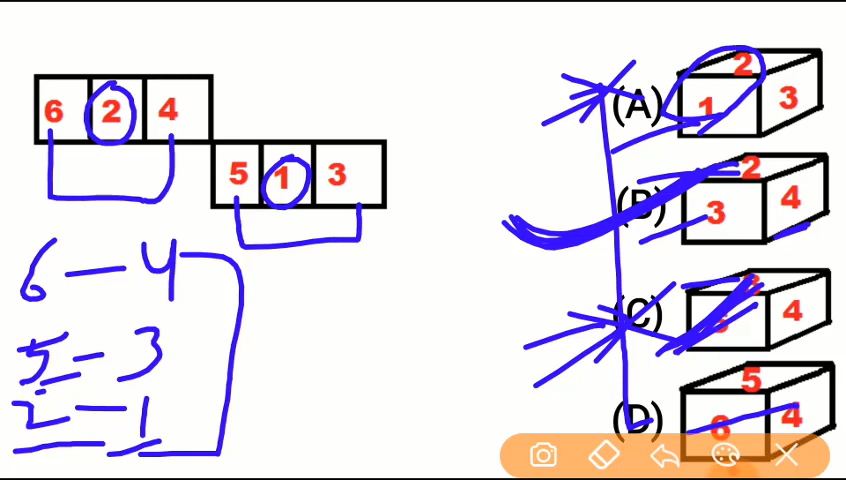 6 2 4
5 1 3
6 — 4
5 — 3
2 — 1
(A) 2 1 3
(B) 2 3 4
(C) 4
(D) 5 6 4